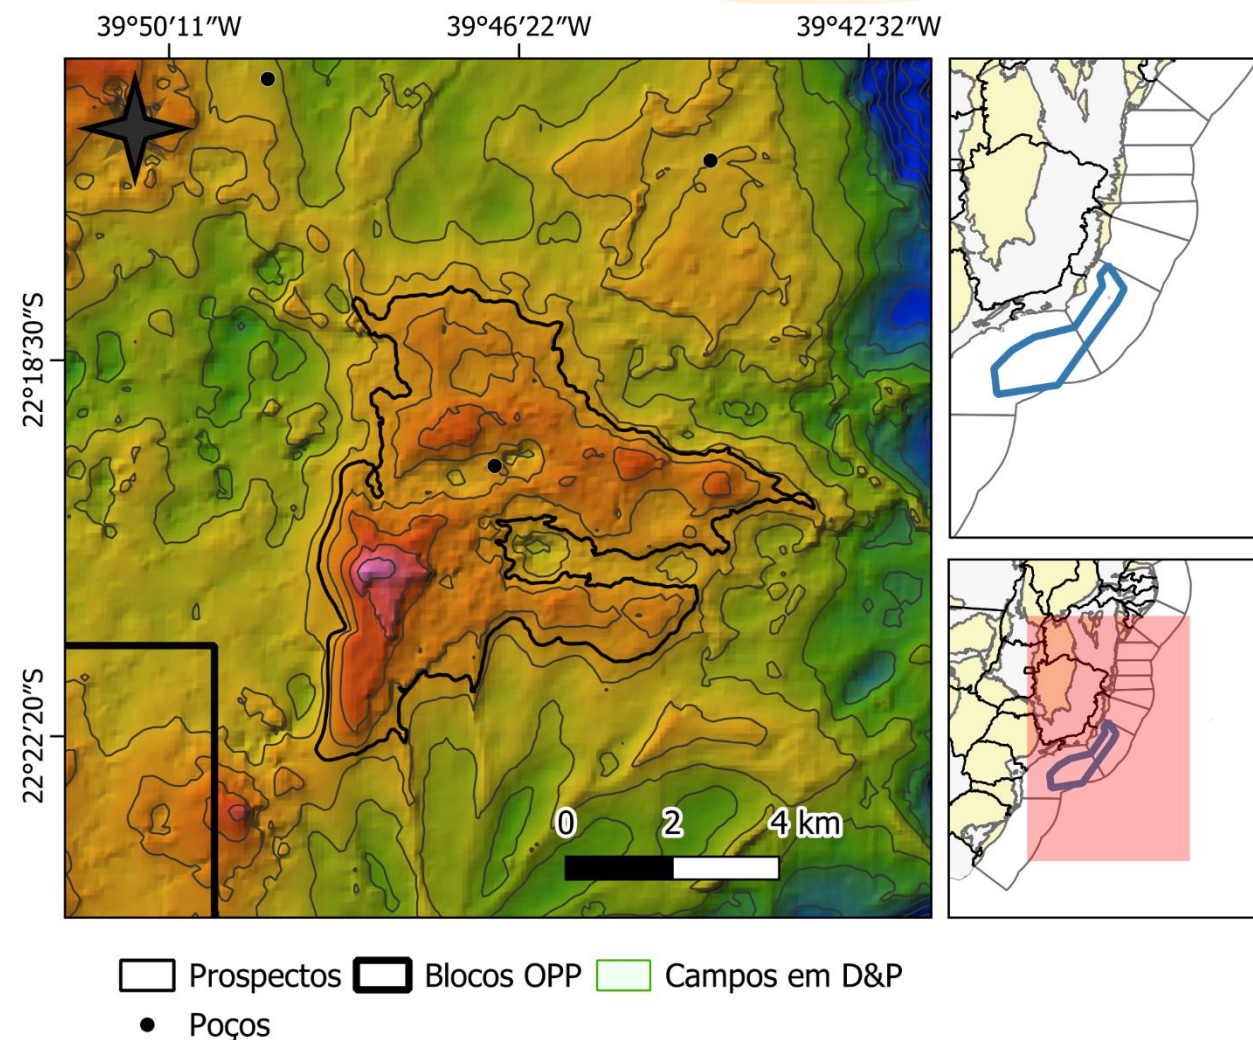 39°50′11″W 39°46′22″W 39°42′32″W
22°18′30″S
22°22′20″S
0 2 4 km
Prospectos Blocos OPP Campos em D&P
Poços